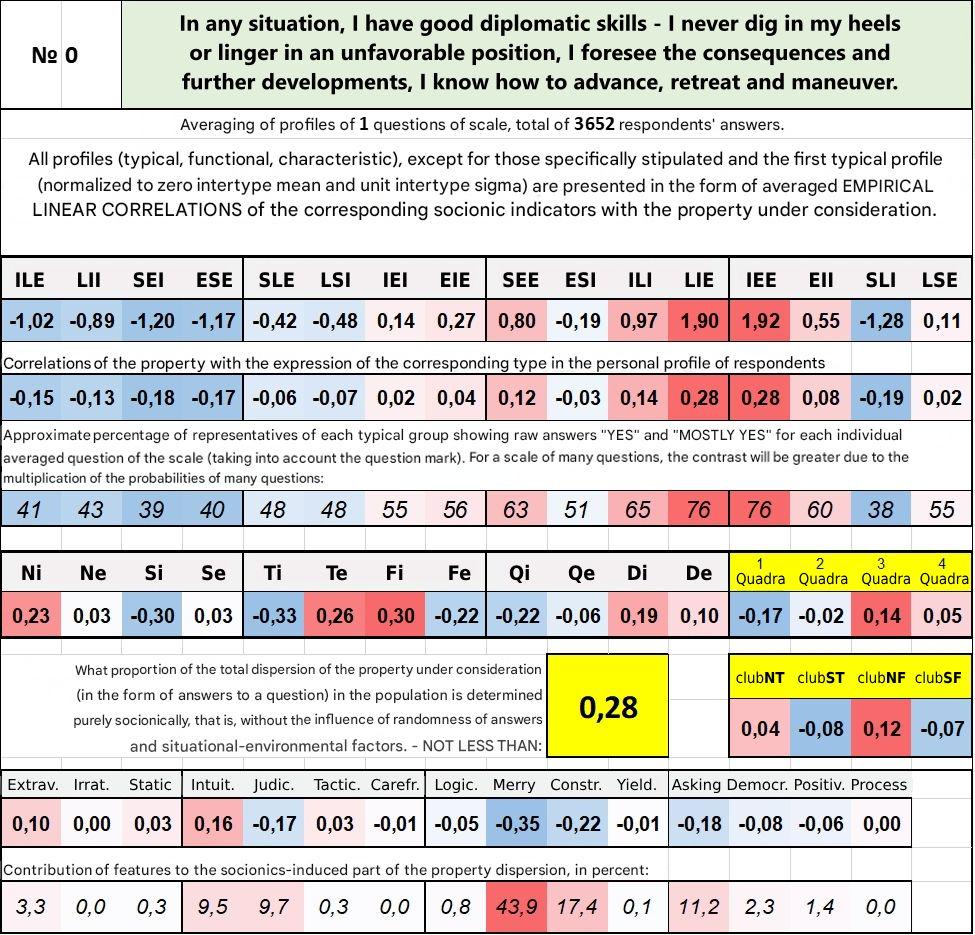 № 0
In any situation, I have good diplomatic skills - I never dig in my heels
or linger in an unfavorable position, I foresee the consequences and
further developments, I know how to advance, retreat and maneuver.
Averaging of profiles of 1 questions of scale, total of 3652 respondents' answers.
All profiles (typical, functional, characteristic), except for those specifically stipulated and the first typical profile
(normalized to zero intertype mean and unit intertype sigma) are presented in the form of averaged EMPIRICAL
LINEAR CORRELATIONS of the corresponding socionic indicators with the property under consideration.
ILE LII SEI ESE SLE LSI IEI EIE SEE ESI ILI LIE IEE EII SLI LSE
-1,02 -0,89 -1,20 -1,17 -0,42 -0,48 0,14 0,27 0,80 -0,19 0,97 1,90 1,92 0,55 -1,28 0,11
Correlations of the property with the expression of the corresponding type in the personal profile of respondents
-0,15 -0,13 -0,18 -0,17 -0,06 -0,07 0,02 0,04 0,12 -0,03 0,14 0,28 0,28 0,08 -0,19 0,02
Approximate percentage of representatives of each typical group showing raw answers "YES" and "MOSTLY YES" for each individual
averaged question of the scale (taking into account the question mark). For a scale of many questions, the contrast will be greater due to the
multiplication of the probabilities of many questions:
41 43 39 40 48 48 55 56 63 51 65 76 76 60 38 55
Ni Ne Si Se Ti Te Fi Fe Qi Qe Di De 1 Quadra 2 Quadra 3 Quadra 4 Quadra
0,23 0,03 -0,30 0,03 -0,33 0,26 0,30 -0,22 -0,22 -0,06 0,19 0,10 -0,17 -0,02 0,14 0,05
What proportion of the total dispersion of the property under consideration
(in the form of answers to a question) in the population is determined
purely socionically, that is, without the influence of randomness of answers
and situational-environmental factors. - NOT LESS THAN:
0,28
clubNT clubST clubNF clubSF
0,04 -0,08 0,12 -0,07
Extrav. Irrat. Static Intuit. Judic. Tactic. Carefr. Logic. Merry Constr. Yield. Asking Democr. Positiv. Process
0,10 0,00 0,03 0,16 -0,17 0,03 -0,01 -0,05 -0,35 -0,22 -0,01 -0,18 -0,08 -0,06 0,00
Contribution of features to the socionics-induced part of the property dispersion, in percent:
3,3 0,0 0,3 9,5 9,7 0,3 0,0 0,8 43,9 17,4 0,1 11,2 2,3 1,4 0,0